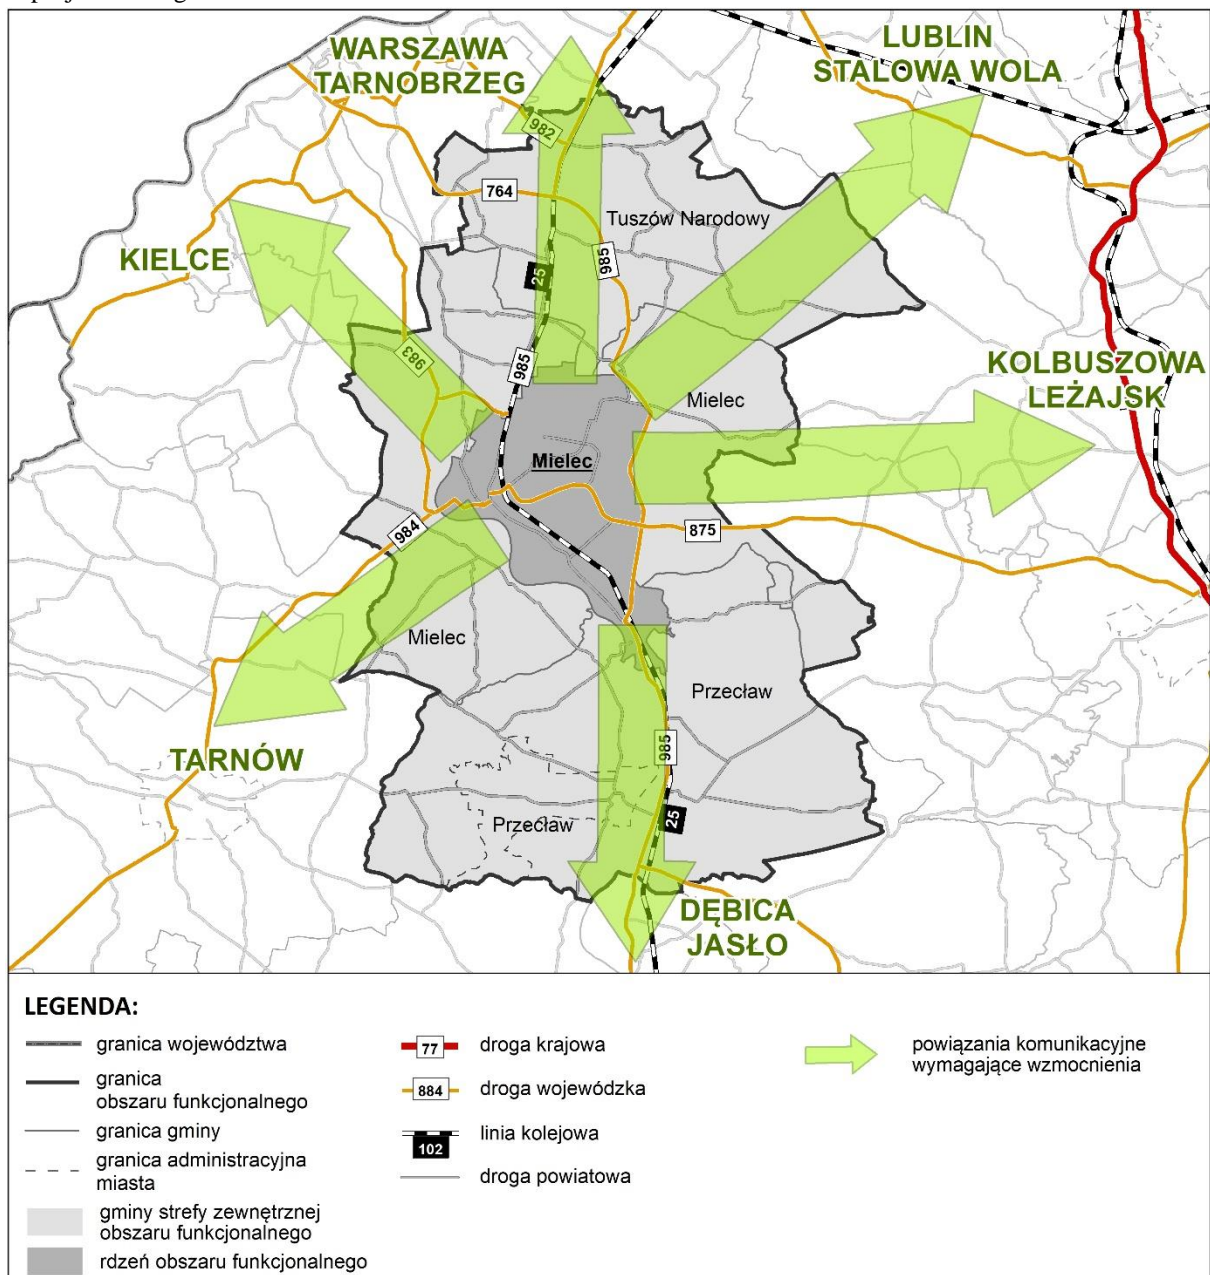 WARSZAWA
TARNOBRZEG
LUBLIN
STALOWA WOLA
982
764
Tuszów Narodowy
KIELCE
985
25
983
985
KOLBUSZOWA
LEŻAJSK
Mielec
Mielec
984
875
Mielec
Przecław
TARNÓW
985
25
Przecław
DĘBICA
JASŁO
LEGENDA:
granica województwa
granica
obszaru funkcjonalnego
granica gminy
granica administracyjna
miasta
gminy strefy zewnętrznej
obszaru funkcjonalnego
rdzeń obszaru funkcjonalnego
77 droga krajowa
884 droga wojewódzka
linia kolejowa
102
droga powiatowa
powiązania komunikacyjne
wymagające wzmocnienia